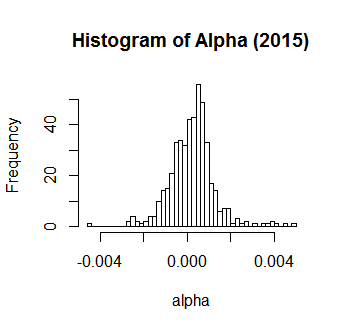 Histogram of Alpha (2015)
Frequency
40
20
0
-0.004 0.000 0.004
alpha